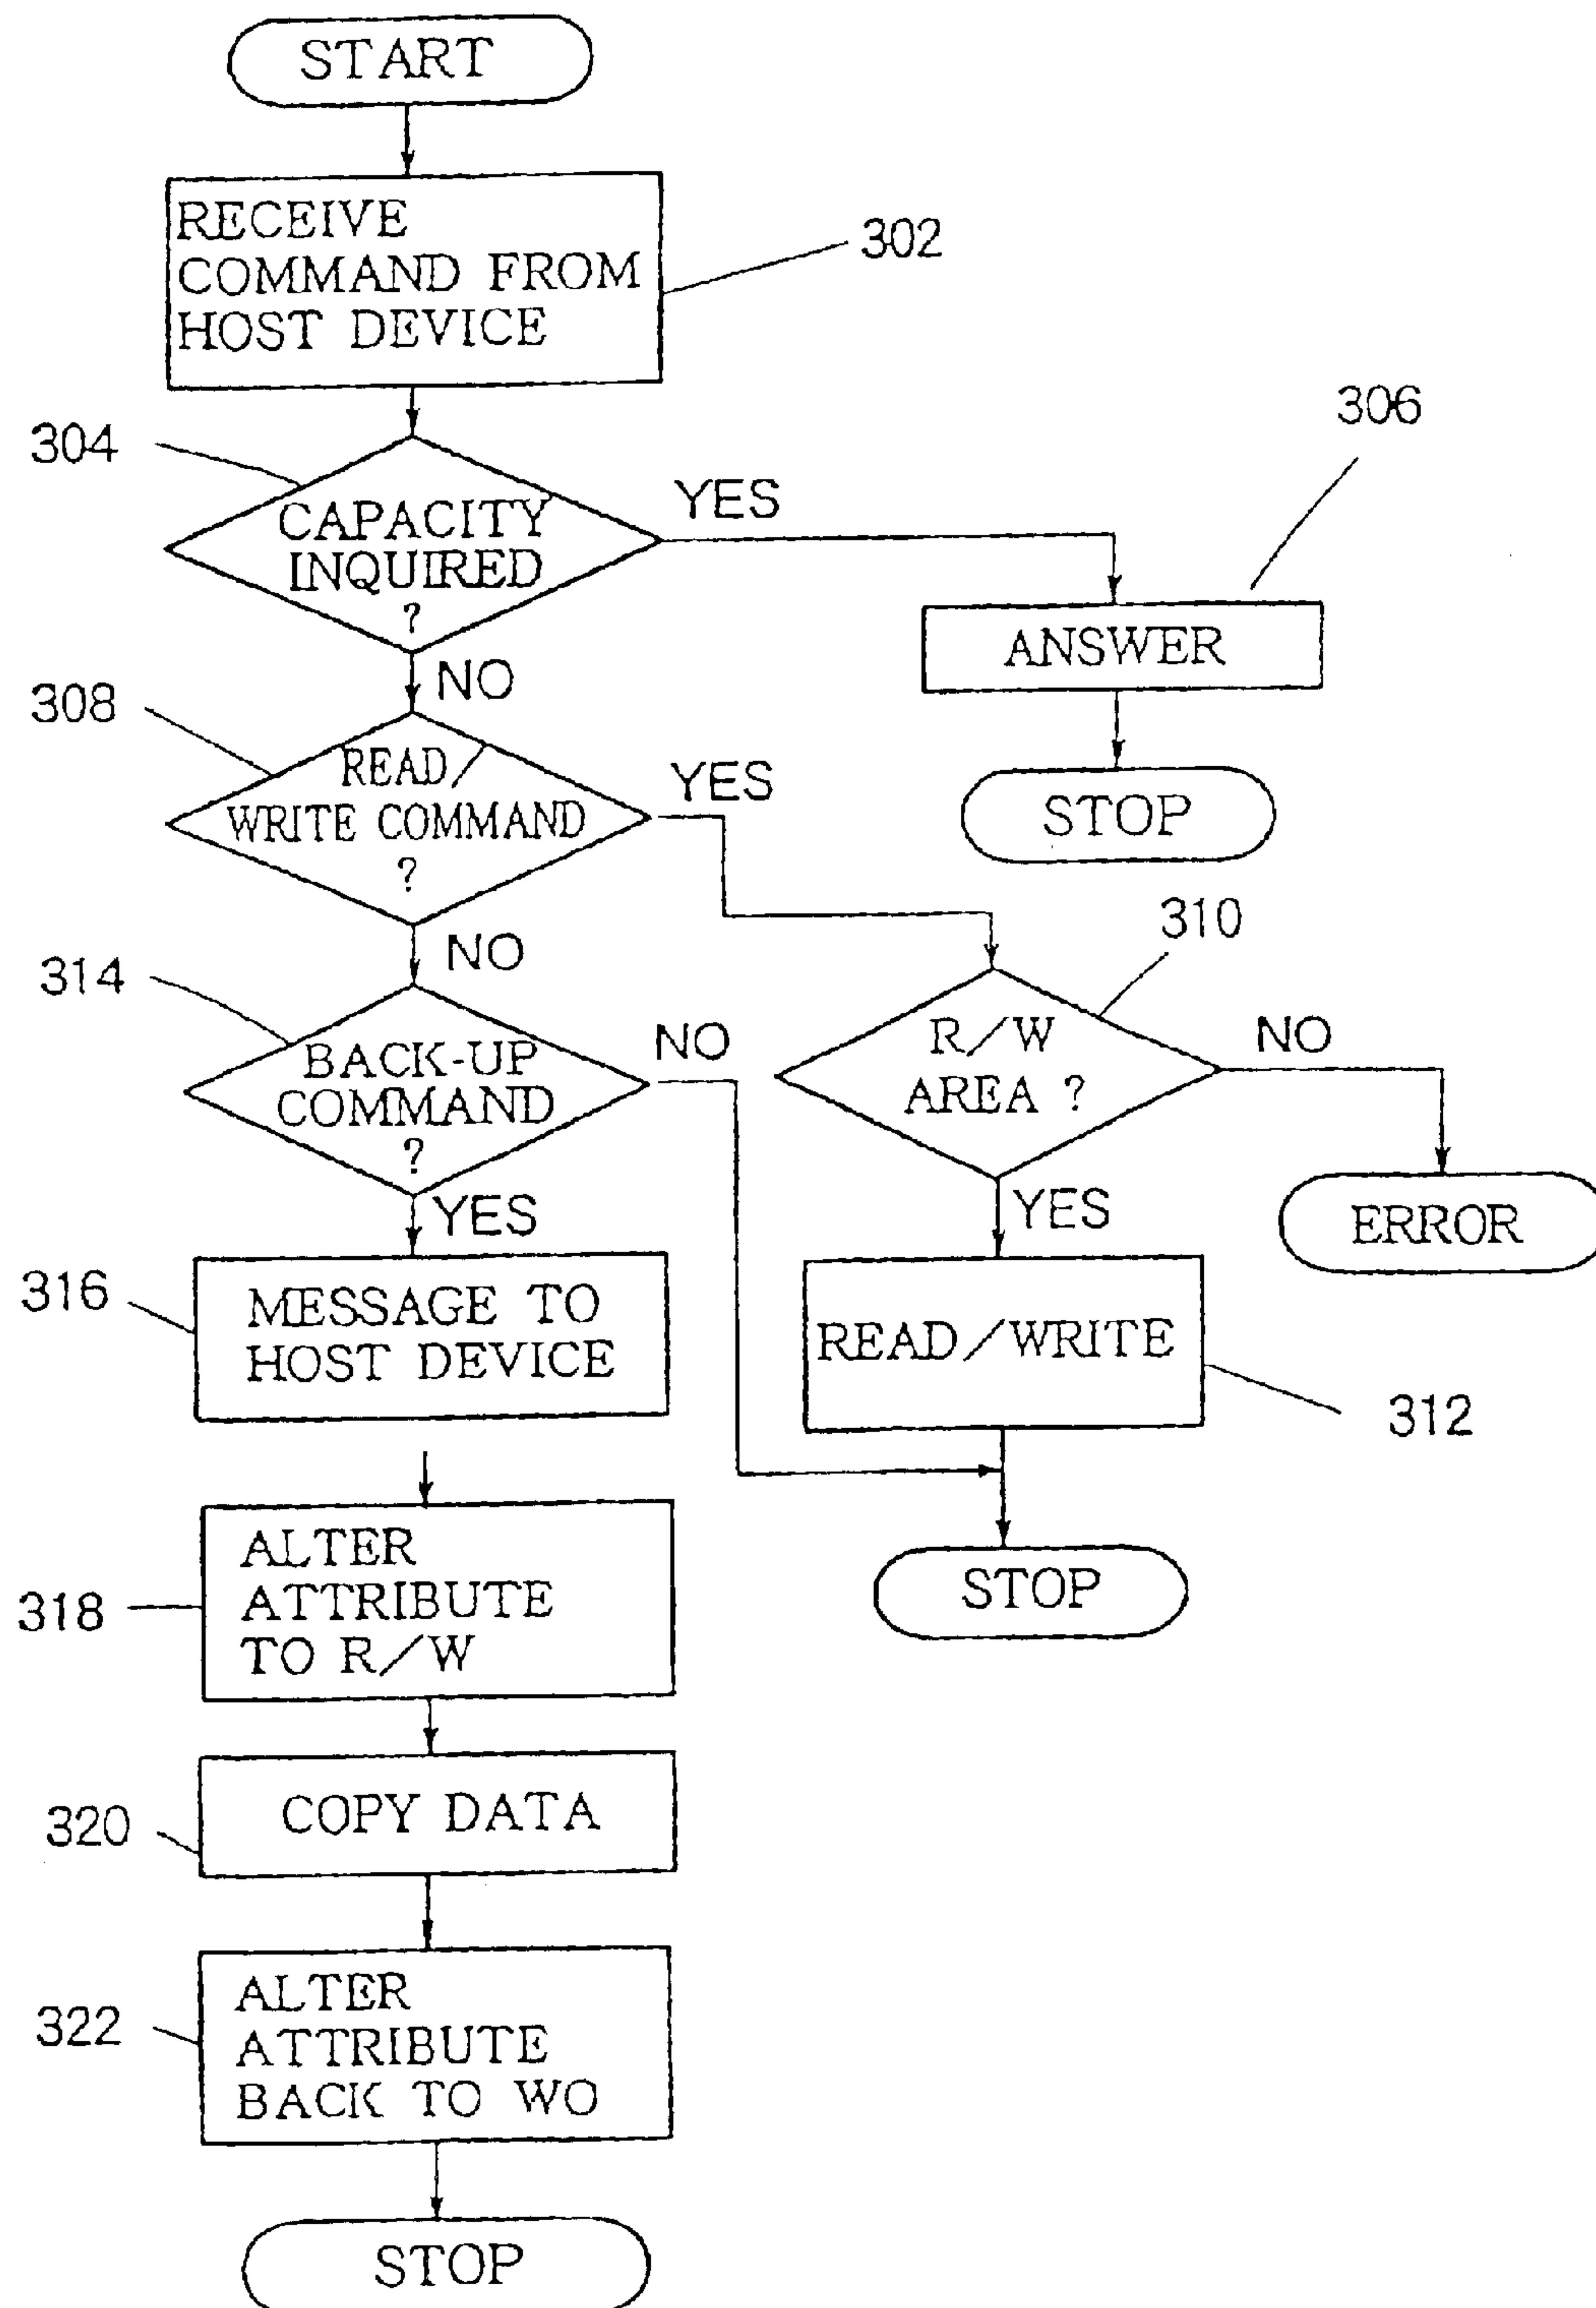 START
RECEIVE
COMMAND FROM
HOST DEVICE
302
304
CAPACITY
INQUIRED
?
YES
306
ANSWER
STOP
NO
308
READ/
WRITE COMMAND
?
YES
310
R/W
AREA ?
NO
ERROR
YES
READ/WRITE
312
STOP
NO
314
BACK-UP
COMMAND
?
NO
YES
316
MESSAGE TO
HOST DEVICE
318
ALTER
ATTRIBUTE
TO R/W
320
COPY DATA
322
ALTER
ATTRIBUTE
BACK TO WO
STOP